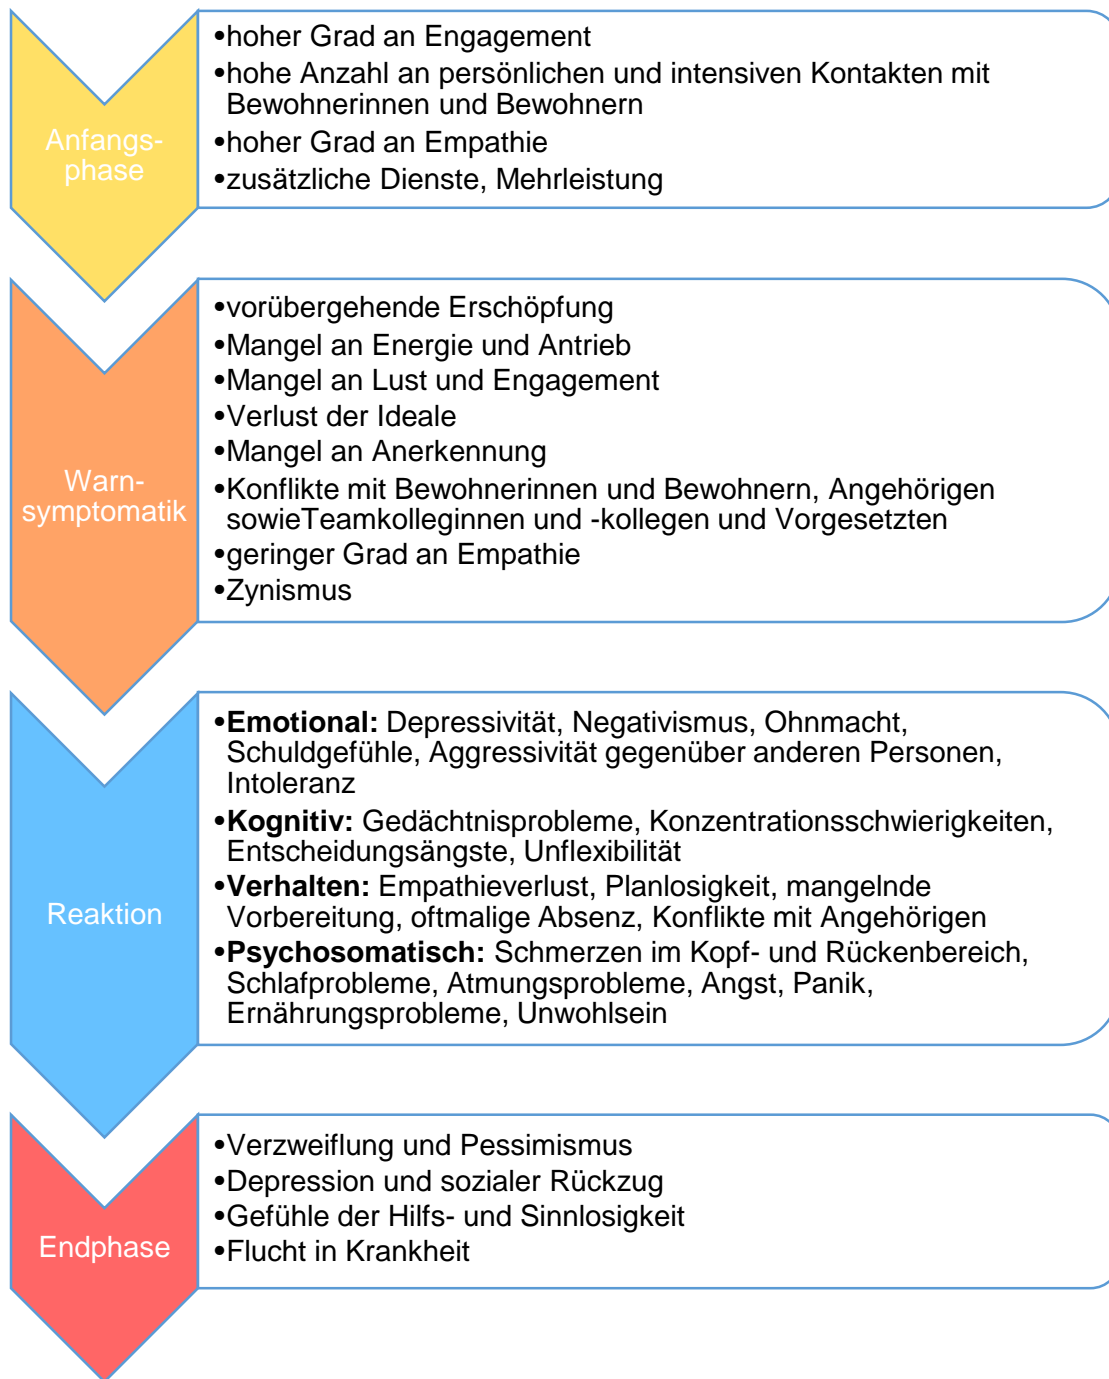 Anfangs-
phase
•hoher Grad an Engagement
•hohe Anzahl an persönlichen und intensiven Kontakten mit
Bewohnerinnen und Bewohnern
•hoher Grad an Empathie
•zusätzliche Dienste, Mehrleistung
Warn-
symptomatik
•vorübergehende Erschöpfung
•Mangel an Energie und Antrieb
•Mangel an Lust und Engagement
•Verlust der Ideale
•Mangel an Anerkennung
•Konflikte mit Bewohnerinnen und Bewohnern, Angehörigen
sowieTeamkolleginnen und -kollegen und Vorgesetzten
•geringer Grad an Empathie
•Zynismus
Reaktion
•Emotional: Depressivität, Negativismus, Ohnmacht,
Schuldgefühle, Aggressivität gegenüber anderen Personen,
Intoleranz
•Kognitiv: Gedächtnisprobleme, Konzentrationsschwierigkeiten,
Entscheidungsängste, Unflexibilität
•Verhalten: Empathieverlust, Planlosigkeit, mangelnde
Vorbereitung, oftmalige Absenz, Konflikte mit Angehörigen
•Psychosomatisch: Schmerzen im Kopf- und Rückenbereich,
Schlafprobleme, Atmungsprobleme, Angst, Panik,
Ernährungsprobleme, Unwohlsein
Endphase
•Verzweiflung und Pessimismus
•Depression und sozialer Rückzug
•Gefühle der Hilfs- und Sinnlosigkeit
•Flucht in Krankheit